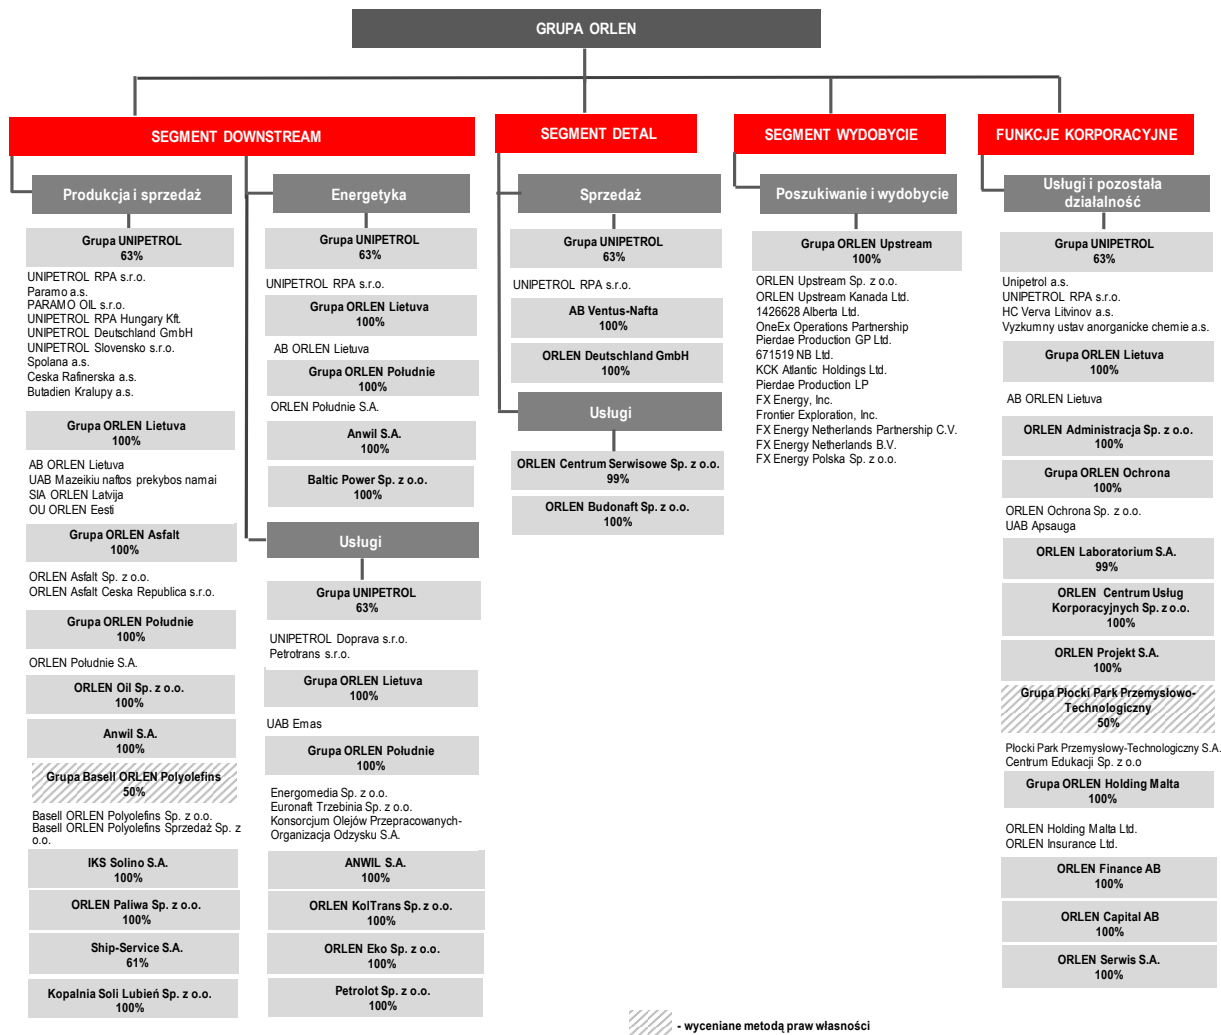 GRUPA ORLEN
SEGMENT DOWNSTREAM
Produkcja i sprzedaż
Grupa UNIPETROL
63%
UNIPETROL RPA s.r.o.
Paramo a.s.
PARAMO OIL s.r.o.
UNIPETROL RPA Hungary Kft.
UNIPETROL Deutschland GmbH
UNIPETROL Slovensko s.r.o.
Spolana a.s.
Ceska Rafinerska a.s.
Butadien Kralupy a.s.
Grupa ORLEN Lietuva
100%
AB ORLEN Lietuva
UAB Mazeikiu naftos prekybos namai
SIA ORLEN Latvija
OU ORLEN Eesti
Grupa ORLEN Asfalt
100%
ORLEN Asfalt Sp. z o.o.
ORLEN Asfalt Ceska Republica s.r.o.
Grupa ORLEN Południe
100%
ORLEN Południe S.A.
ORLEN Oil Sp. z o.o.
100%
Anwil S.A.
100%
Grupa Basell ORLEN Polyolefins
50%
Basell ORLEN Polyolefins Sp. z o.o.
Basell ORLEN Polyolefins Sprzedaż Sp. z
o.o.
IKS Solino S.A.
100%
ORLEN Paliwa Sp. z o.o.
100%
Ship-Service S.A.
61%
Kopalnia Soli Lubień Sp. z o.o.
100%
Energetyka
Grupa UNIPETROL
63%
UNIPETROL RPA s.r.o.
Grupa ORLEN Lietuva
100%
AB ORLEN Lietuva
Grupa ORLEN Południe
100%
ORLEN Południe S.A.
Anwil S.A.
100%
Baltic Power Sp. z o.o.
100%
Usługi
Grupa UNIPETROL
63%
UNIPETROL Doprava s.r.o.
Petrotrans s.r.o.
Grupa ORLEN Lietuva
100%
UAB Emas
Grupa ORLEN Południe
100%
Energomedia Sp. z o.o.
Euronaft Trzebinia Sp. z o.o.
Konsorcjum Olejów Przepracowanych-
Organizacja Odzysku S.A.
ANWIL S.A.
100%
ORLEN KolTrans Sp. z o.o.
100%
ORLEN Eko Sp. z o.o.
100%
Petrolot Sp. z o.o.
100%
SEGMENT DETAL
Sprzedaż
Grupa UNIPETROL
63%
UNIPETROL RPA s.r.o.
AB Ventus-Nafta
100%
ORLEN Deutschland GmbH
100%
Usługi
ORLEN Centrum Serwisowe Sp. z o.o.
99%
ORLEN Budonaft Sp. z o.o.
100%
SEGMENT WYDOBYCIE
Poszukiwanie i wydobycie
Grupa ORLEN Upstream
100%
ORLEN Upstream Sp. z o.o.
ORLEN Upstream Kanada Ltd.
1426628 Alberta Ltd.
OneEx Operations Partnership
Pierdae Production GP Ltd.
671519 NB Ltd.
KCK Atlantic Holdings Ltd.
Pierdae Production LP
FX Energy, Inc.
Frontier Exploration, Inc.
FX Energy Netherlands Partnership C.V.
FX Energy Netherlands B.V.
FX Energy Polska Sp. z o.o.
FUNKCJE KORPORACYJNE
Usługi i pozostała
działalność
Grupa UNIPETROL
63%
Unipetrol a.s.
UNIPETROL RPA s.r.o.
HC Verva Litvinov a.s.
Vyzkumny ustav anorganicke chemie a.s.
Grupa ORLEN Lietuva
100%
AB ORLEN Lietuva
ORLEN Administracja Sp. z o.o.
100%
Grupa ORLEN Ochrona
100%
ORLEN Ochrona Sp. z o.o.
UAB Apsauga
ORLEN Laboratorium S.A.
99%
ORLEN Centrum Usług
Korporacyjnych Sp. z o.o.
100%
ORLEN Projekt S.A.
100%
Grupa Płocki Park Przemysłowo-
Technologiczny
50%
Płocki Park Przemysłowy-Technologiczny S.A.
Centrum Edukacji Sp. z o.o
Grupa ORLEN Holding Malta
100%
ORLEN Holding Malta Ltd.
ORLEN Insurance Ltd.
ORLEN Finance AB
100%
ORLEN Capital AB
100%
ORLEN Serwis S.A.
100%
- wyceniane metodą praw własności